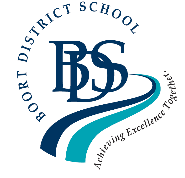 BOORT DISTRICT SCHOOL
BDS
Achieving Excellence Together.